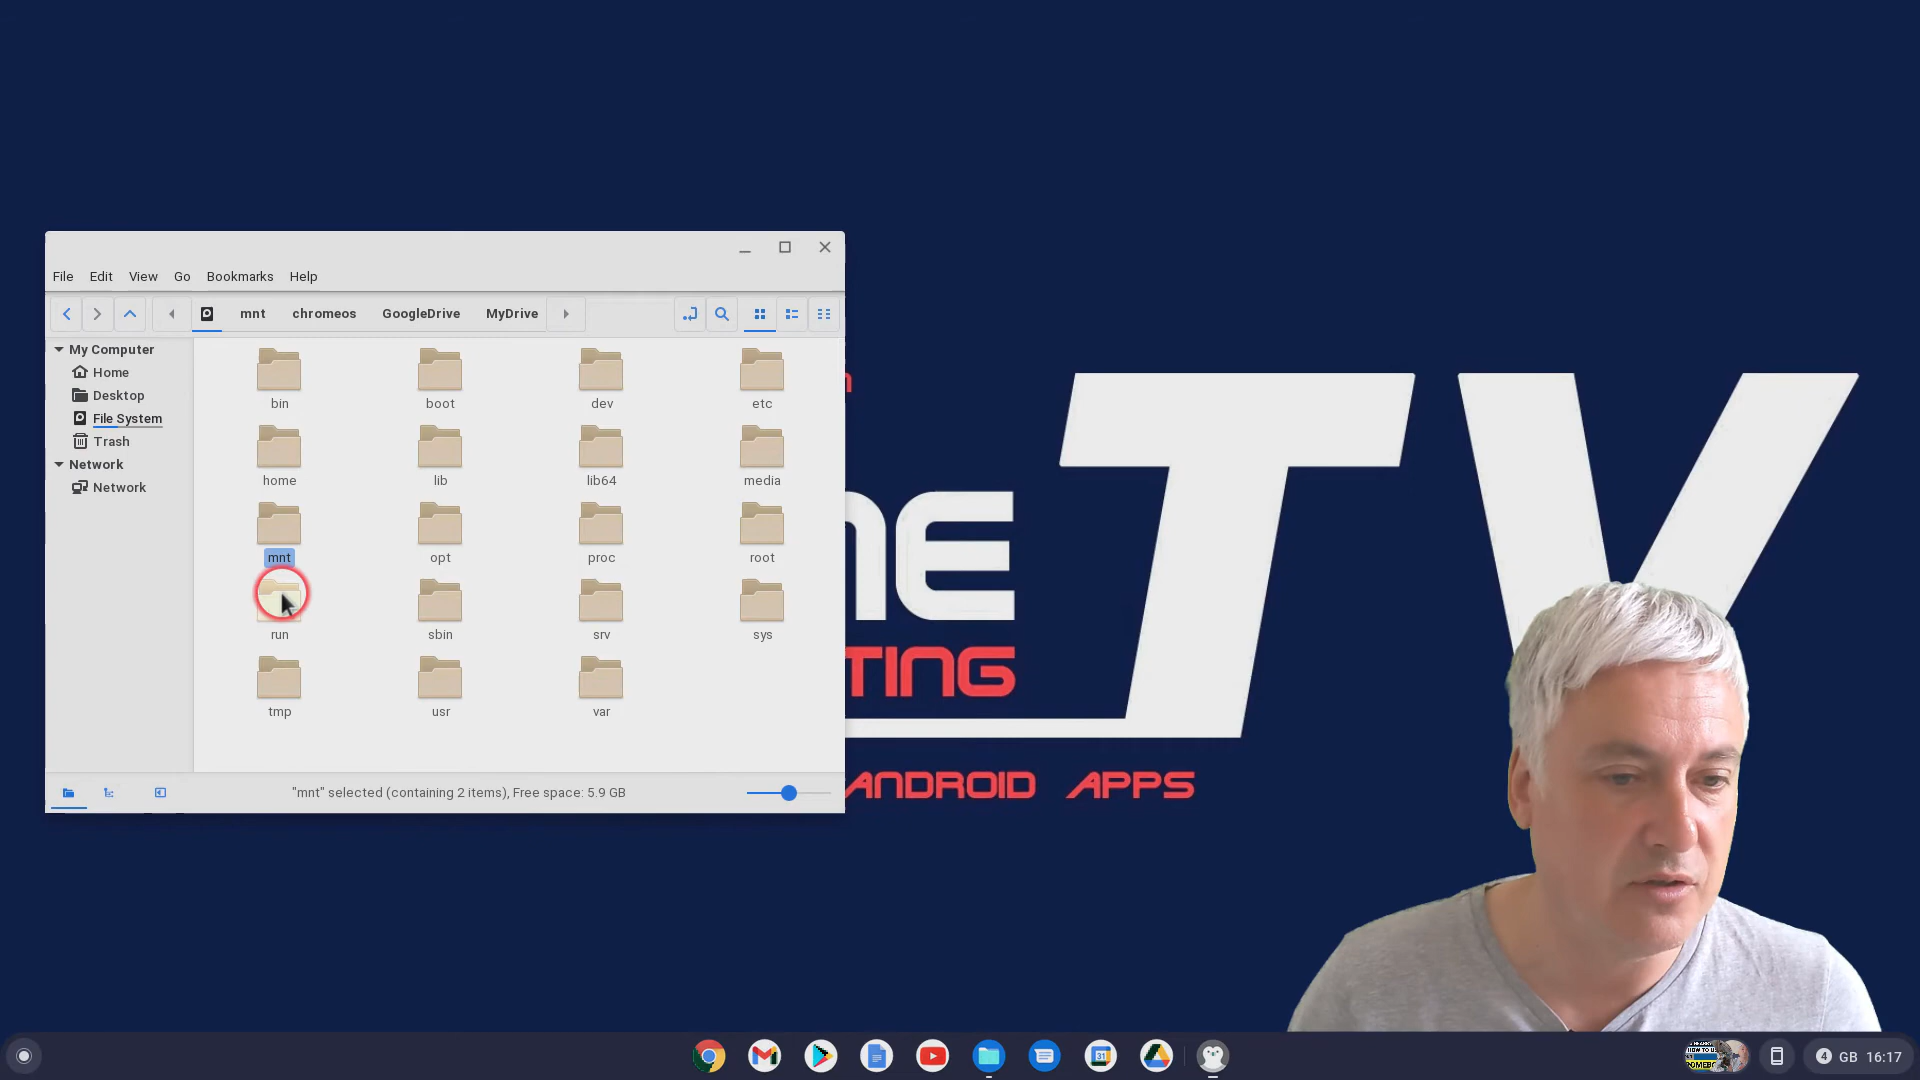 File Edit View Go Bookmarks Help
mnt chromeos GoogleDrive MyDrive
My Computer
Home
Desktop
File System
Trash
Network
Network
bin boot dev etc
home lib lib64 media
mnt opt proc root
run sbin srv sys
tmp usr var
"mnt" selected (containing 2 items), Free space: 5.9 GB
TV
TING
ANDROID APPS
31
4 GB 16:17